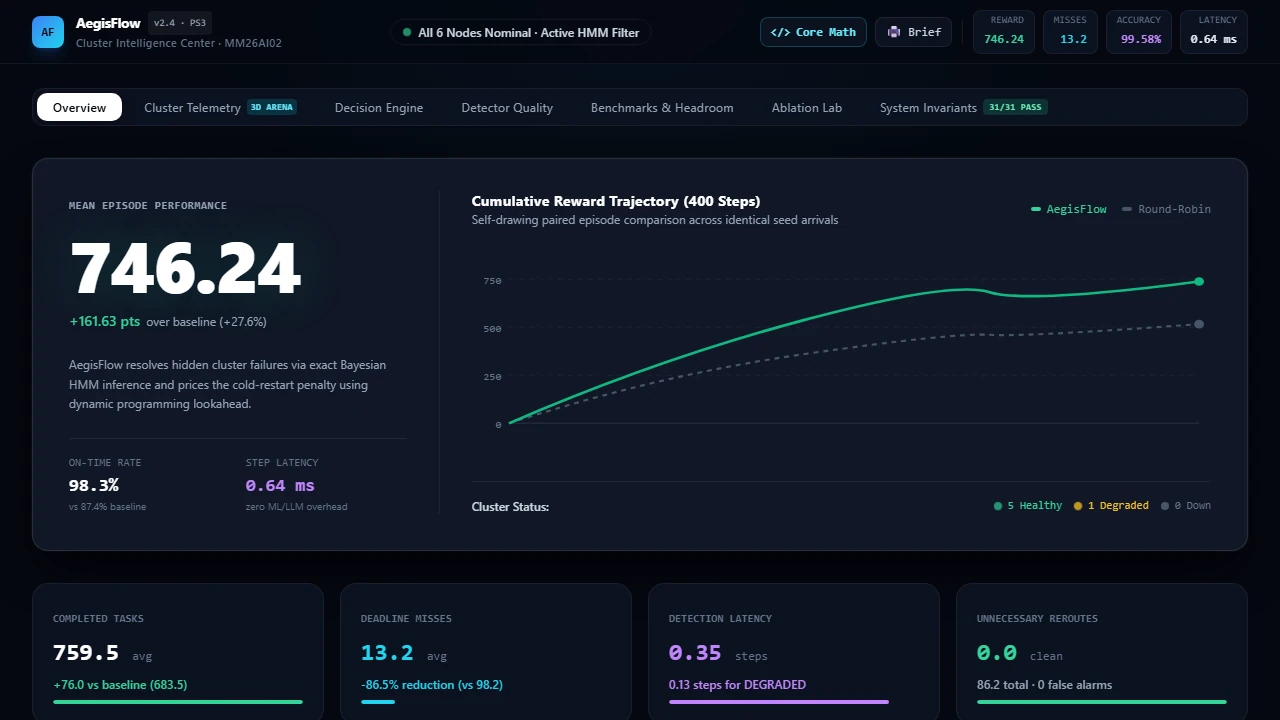 AF
AegisFlow v2.4 · PS3
Cluster Intelligence Center · MM26AI02
All 6 Nodes Nominal · Active HMM Filter
</> Core Math
Brief
REWARD
746.24
MISSES
13.2
ACCURACY
99.58%
LATENCY
0.64 ms
Overview
Cluster Telemetry 3D ARENA
Decision Engine
Detector Quality
Benchmarks & Headroom
Ablation Lab
System Invariants 31/31 PASS
MEAN EPISODE PERFORMANCE
746.24
+161.63 pts over baseline (+27.6%)
AegisFlow resolves hidden cluster failures via exact Bayesian
HMM inference and prices the cold-restart penalty using
dynamic programming lookahead.
ON-TIME RATE
98.3%
vs 87.4% baseline
STEP LATENCY
0.64 ms
zero ML/LLM overhead
Cumulative Reward Trajectory (400 Steps)
Self-drawing paired episode comparison across identical seed arrivals
AegisFlow
Round-Robin
750
500
250
0
Cluster Status:
5 Healthy
1 Degraded
0 Down
COMPLETED TASKS
759.5 avg
+76.0 vs baseline (683.5)
DEADLINE MISSES
13.2 avg
-86.5% reduction (vs 98.2)
DETECTION LATENCY
0.35 steps
0.13 steps for DEGRADED
UNNECESSARY REROUTES
0.0 clean
86.2 total · 0 false alarms